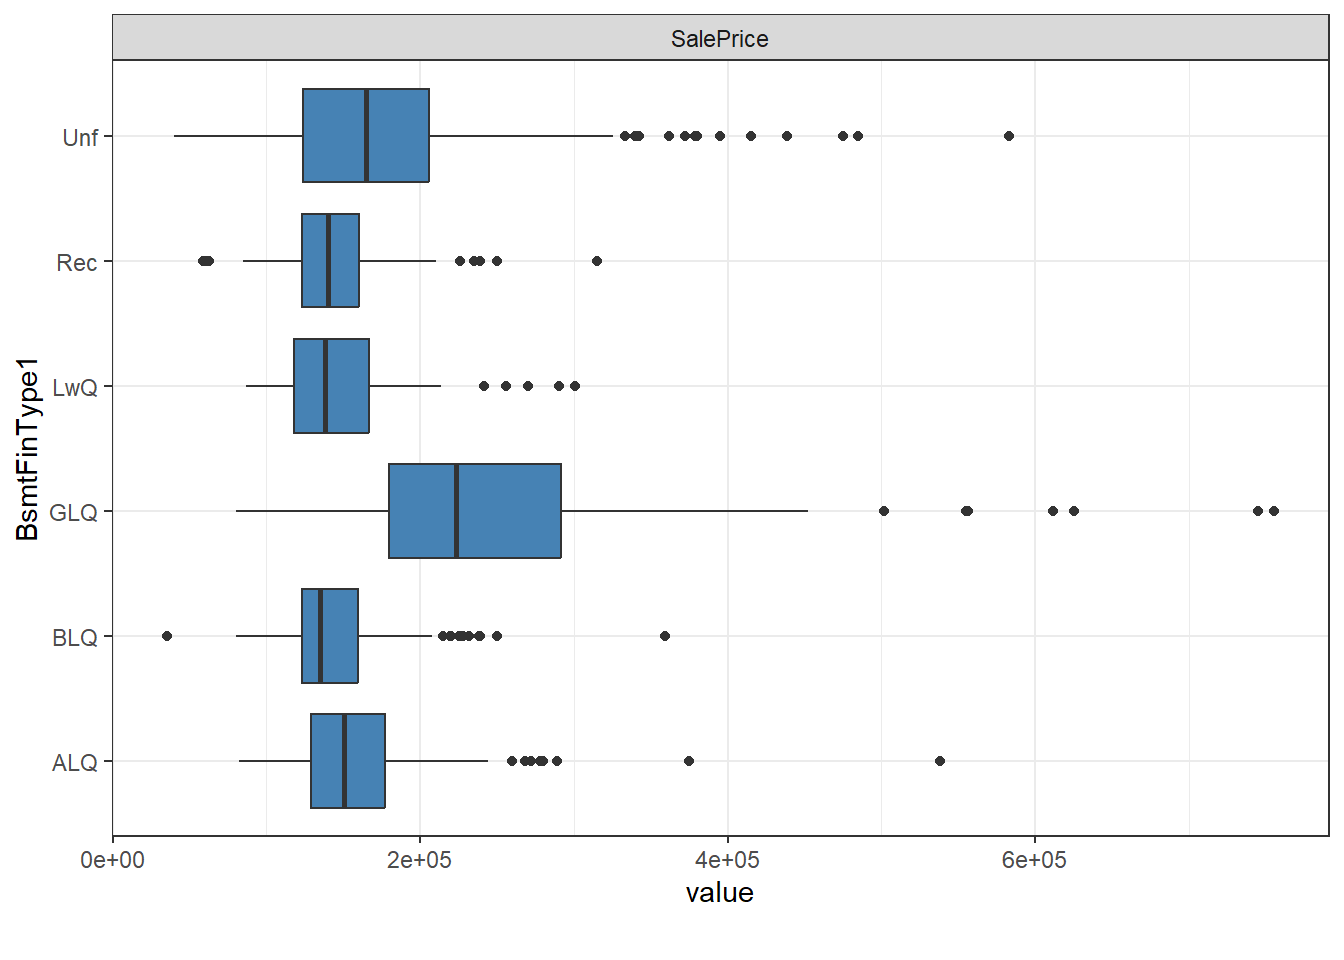 SalePrice
Unf
Rec
LwQ
GLQ
BLQ
ALQ
BsmtFinType1
0e+00 2e+05 4e+05 6e+05
value